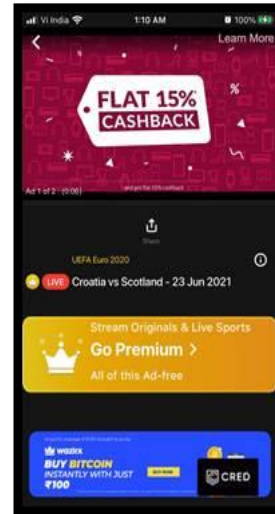 Vi India
1:10 AM
100%
Learn More
FLAT 15%
CASHBACK
%
Ad 1 of 2 · (0:06)
Share
UEFA Euro 2020
LIVE Croatia vs Scotland - 23 Jun 2021
Stream Originals & Live Sports
Go Premium >
All of this Ad-free
wazirx
BUY BITCOIN
INSTANTLY WITH JUST
₹100
BUY NOW
CRED